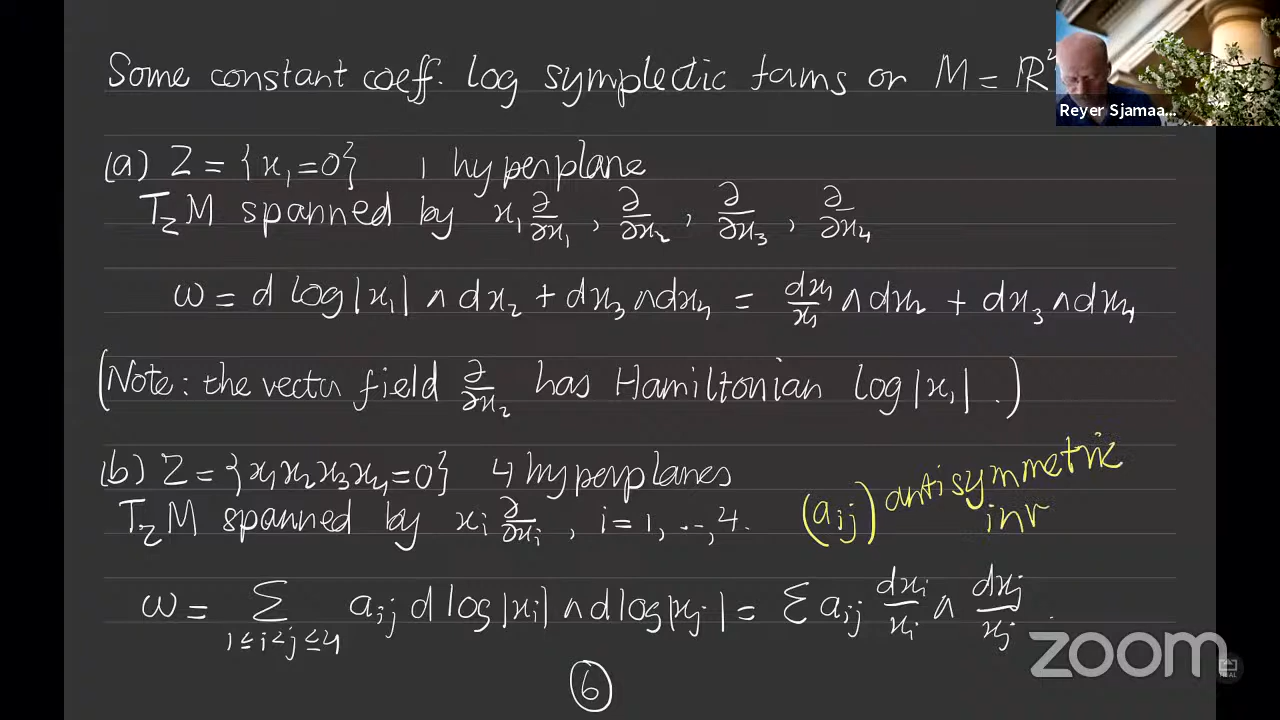 Some constant coeff. log symplectic forms on M = R⁴
Reyer Sjamaa...
(a) Z = {x₁=0} 1 hyperplane
T_Z M spanned by x₁ ∂/∂x₁, ∂/∂x₂, ∂/∂x₃, ∂/∂x₄
ω = d log|x₁| ∧ dx₂ + dx₃ ∧ dx₄ = dx₁/x₁ ∧ dx₂ + dx₃ ∧ dx₄
(Note: the vector field ∂/∂x₂ has Hamiltonian log|x₁|.)
(b) Z = {x₁x₂x₃x₄=0} 4 hyperplanes
T_Z M spanned by xᵢ ∂/∂xᵢ, i=1, ..., 4.
(aᵢⱼ) antisymmetric
inv
ω = Σ_{1≤i<j≤4} aᵢⱼ d log|xᵢ| ∧ d log|xⱼ| = Σ aᵢⱼ dxᵢ/xᵢ ∧ dxⱼ/xⱼ.
zoom
6